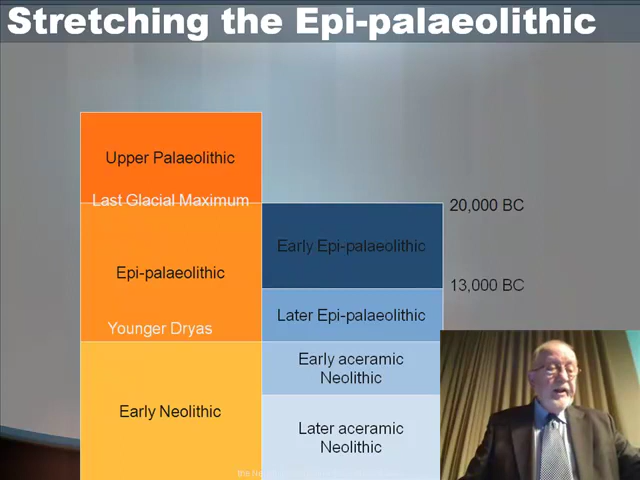 Stretching the Epi-palaeolithic
Upper Palaeolithic
Last Glacial Maximum
20,000 BC
Early Epi-palaeolithic
Epi-palaeolithic
13,000 BC
Later Epi-palaeolithic
Younger Dryas
Early aceramic
Neolithic
Early Neolithic
Later aceramic
Neolithic